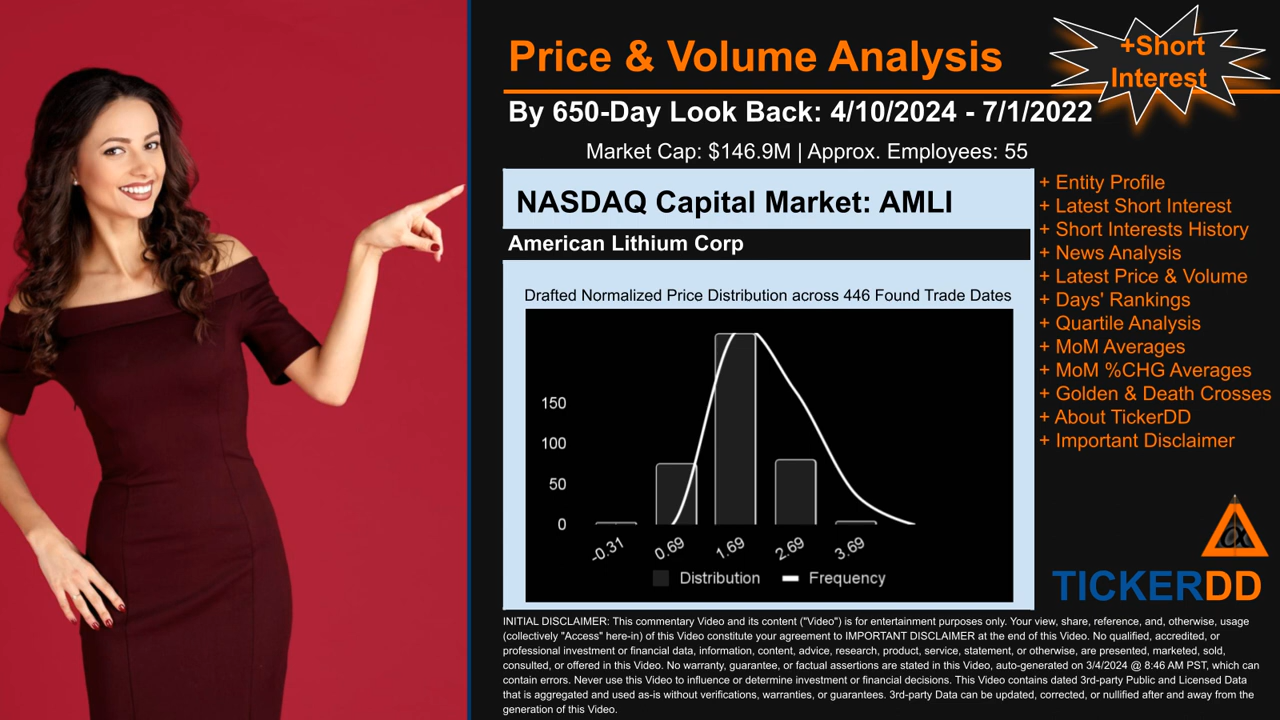 Price & Volume Analysis
+Short
Interest
By 650-Day Look Back: 4/10/2024 - 7/1/2022
Market Cap: $146.9M | Approx. Employees: 55
NASDAQ Capital Market: AMLI
American Lithium Corp
Drafted Normalized Price Distribution across 446 Found Trade Dates
150
100
50
0
-0.31 0.69 1.69 2.69 3.69
Distribution Frequency
+ Entity Profile
+ Latest Short Interest
+ Short Interests History
+ News Analysis
+ Latest Price & Volume
+ Days' Rankings
+ Quartile Analysis
+ MoM Averages
+ MoM %CHG Averages
+ Golden & Death Crosses
+ About TickerDD
+ Important Disclaimer
TICKERDD
INITIAL DISCLAIMER: This commentary Video and its content ("Video") is for entertainment purposes only. Your view, share, reference, and, otherwise, usage
(collectively "Access" here-in) of this Video constitute your agreement to IMPORTANT DISCLAIMER at the end of this Video. No qualified, accredited, or
professional investment or financial data, information, content, advice, research, product, service, statement, or otherwise, are presented, marketed, sold,
consulted, or offered in this Video. No warranty, guarantee, or factual assertions are stated in this Video, auto-generated on 3/4/2024 @ 8:46 AM PST, which can
contain errors. Never use this Video to influence or determine investment or financial decisions. This Video contains dated 3rd-party Public and Licensed Data
that is aggregated and used as-is without verifications, warranties, or guarantees. 3rd-party Data can be updated, corrected, or nullified after and away from the
generation of this Video.